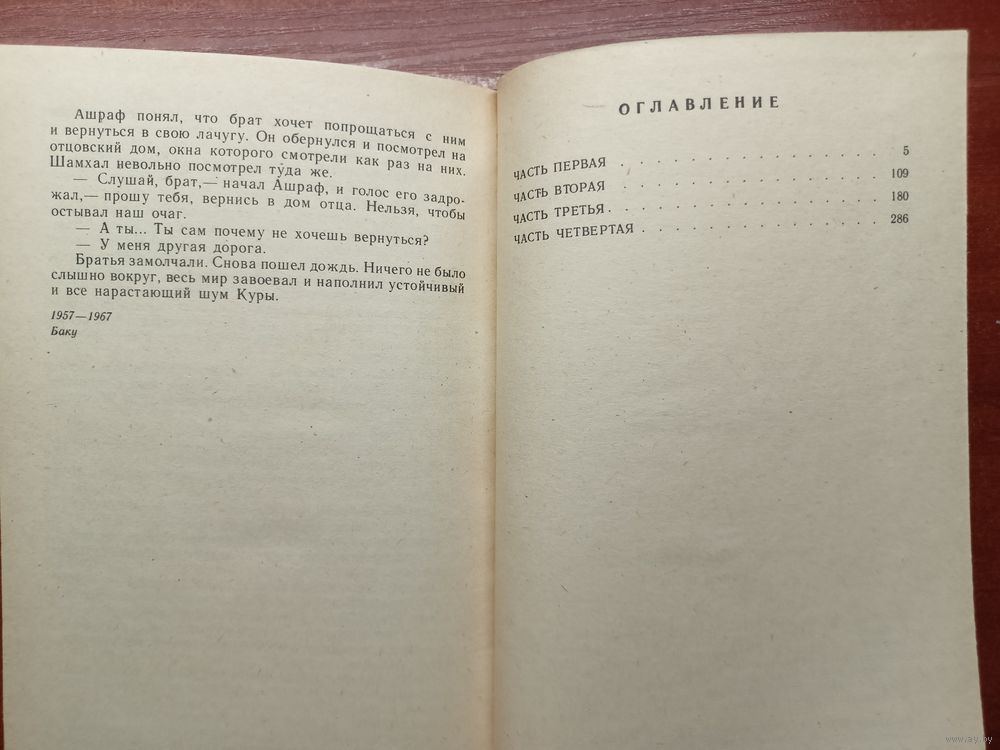 Ашраф понял, что брат хочет попрощаться с ним
и вернуться в свою лачугу. Он обернулся и посмотрел на
отцовский дом, окна которого смотрели как раз на них.
Шамхал невольно посмотрел туда же.
— Слушай, брат,— начал Ашраф, и голос его задро-
жал,— прошу тебя, вернись в дом отца. Нельзя, чтобы
остывал наш очаг.
— А ты... Ты сам почему не хочешь вернуться?
— У меня другая дорога.
Братья замолчали. Снова пошел дождь. Ничего не было
слышно вокруг, весь мир завоевал и наполнил устойчивый
и все нарастающий шум Куры.
1957—1967
Баку
ОГЛАВЛЕНИЕ
ЧАСТЬ ПЕРВАЯ . . . . . . . . . . . . . . 5
ЧАСТЬ ВТОРАЯ . . . . . . . . . . . . . . 109
ЧАСТЬ ТРЕТЬЯ . . . . . . . . . . . . . . 180
ЧАСТЬ ЧЕТВЕРТАЯ . . . . . . . . . . . . . 286
www.ay.by